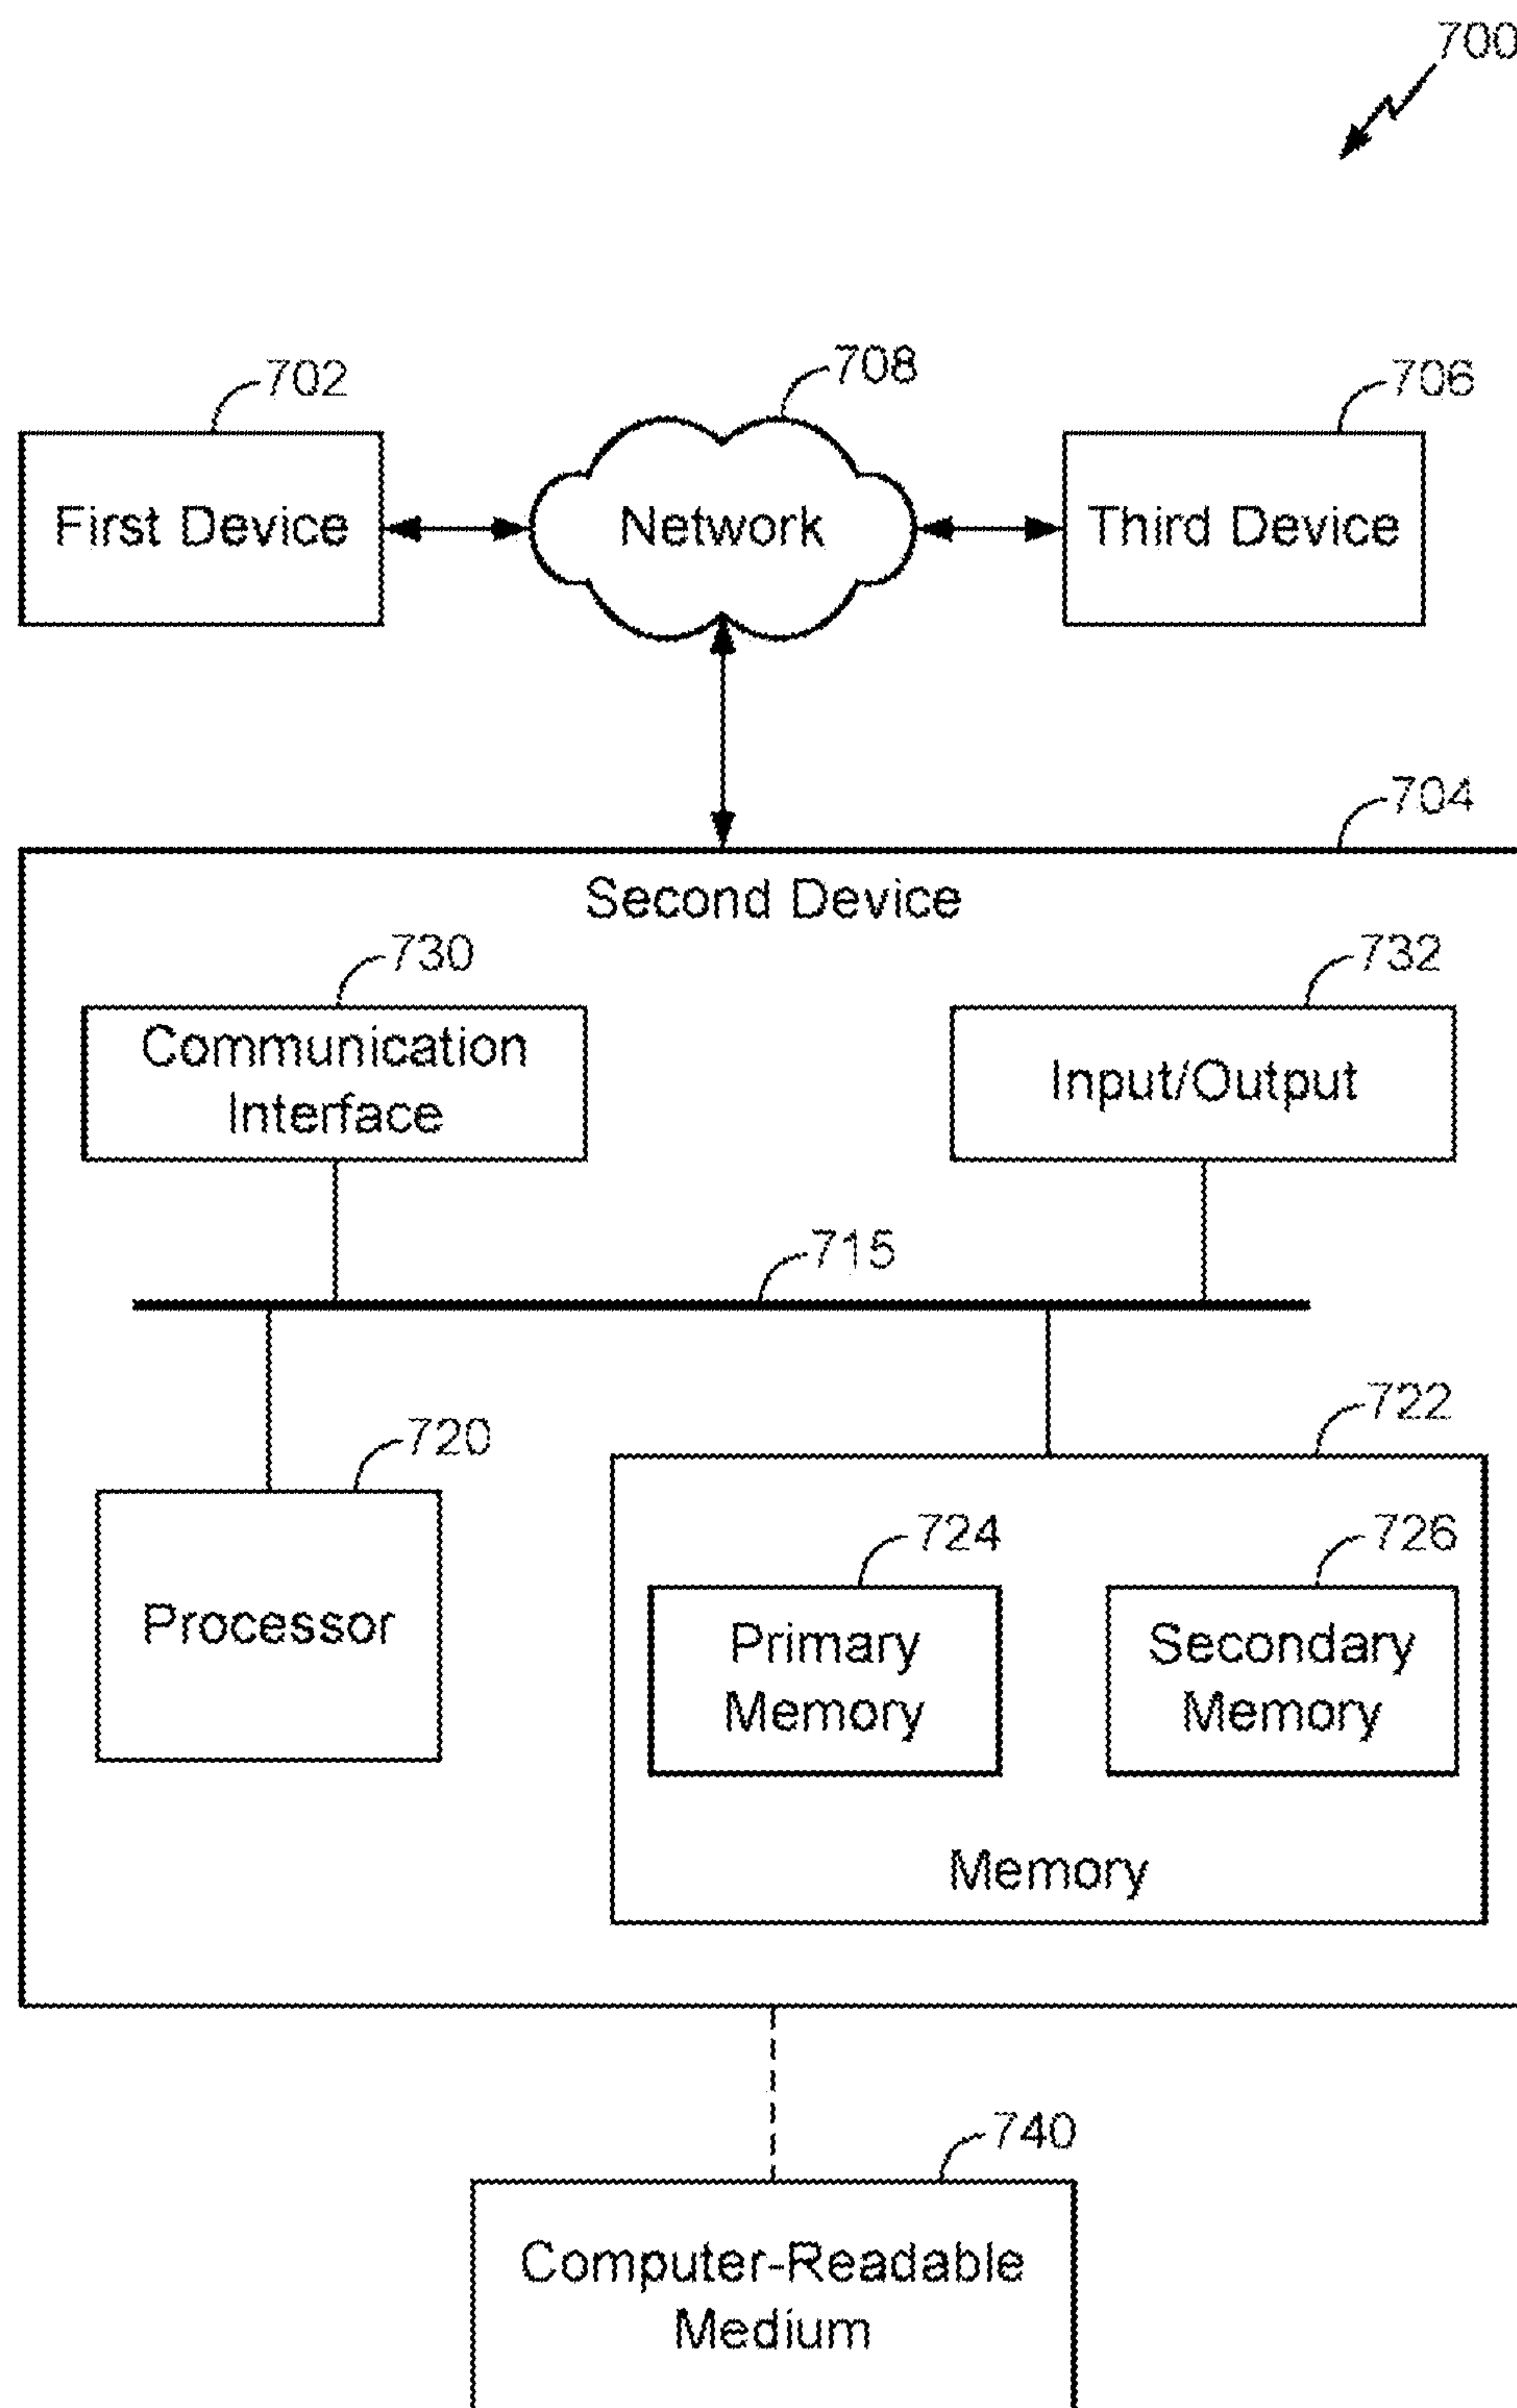 700
702
708
706
First Device
Network
Third Device
704
Second Device
730
732
Communication
Interface
Input/Output
715
720
722
724
726
Processor
Primary
Memory
Secondary
Memory
Memory
740
Computer-Readable
Medium